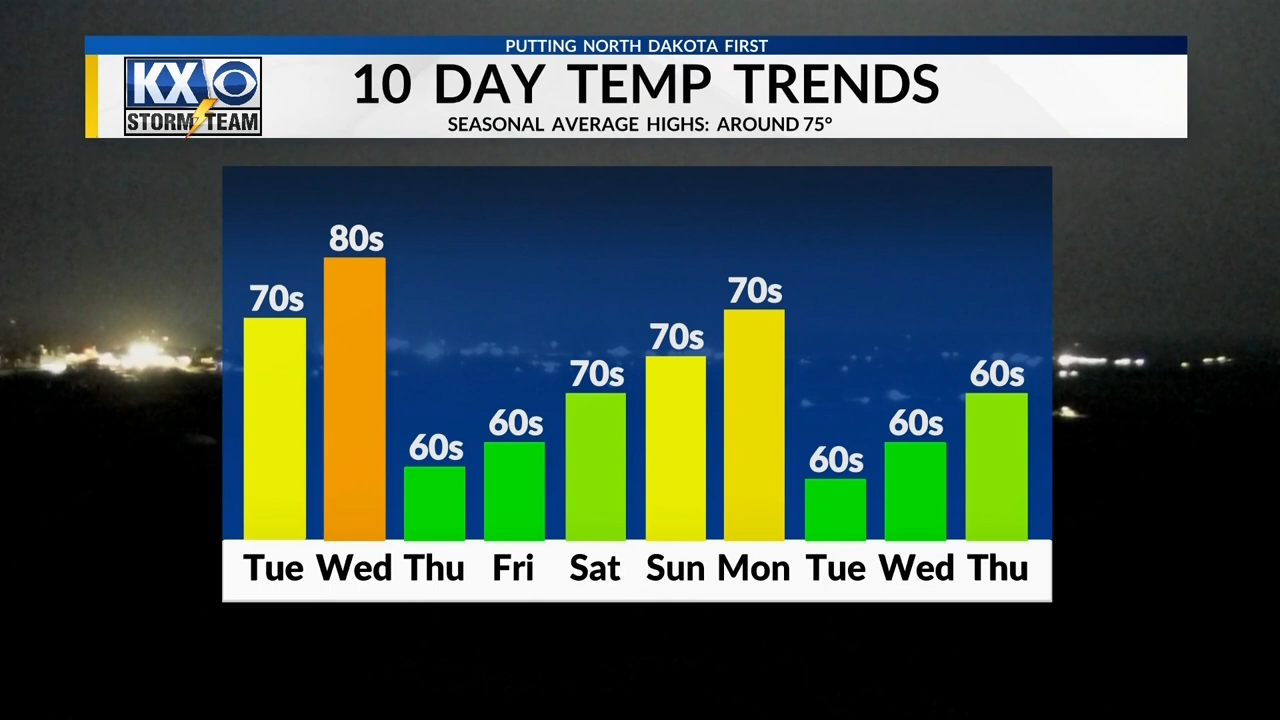 PUTTING NORTH DAKOTA FIRST
KX
STORM TEAM
10 DAY TEMP TRENDS
SEASONAL AVERAGE HIGHS: AROUND 75°
70s
80s
60s
60s
70s
70s
70s
60s
60s
60s
Tue Wed Thu Fri Sat Sun Mon Tue Wed Thu